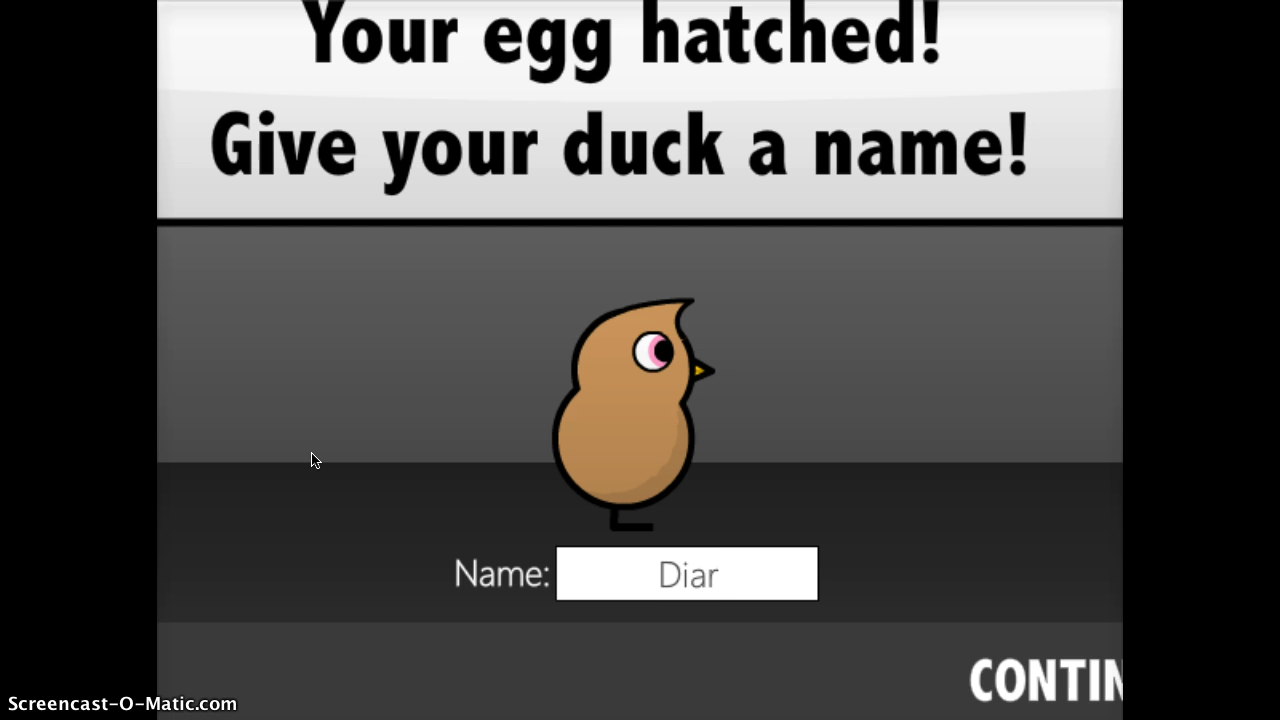 Your egg hatched!
Give your duck a name!
Name: Diar
CONTIN
Screencast-O-Matic.com